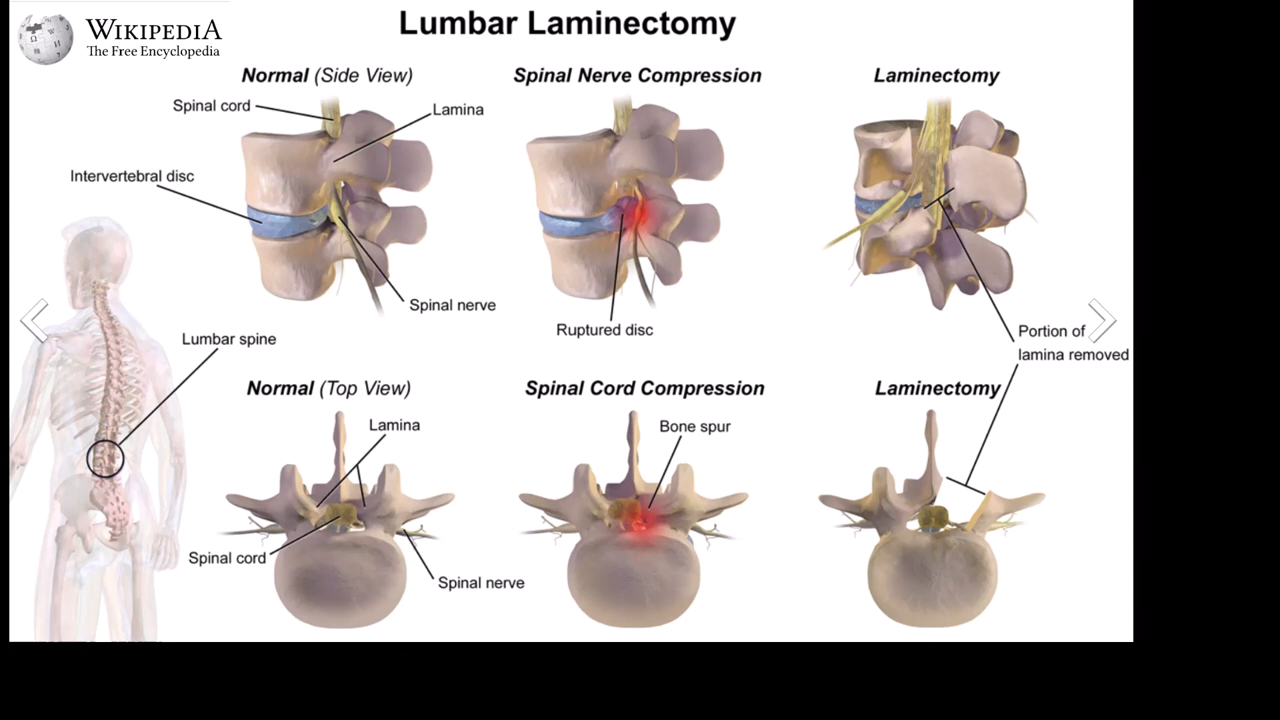 WIKIPEDIA
The Free Encyclopedia
Lumbar Laminectomy
Normal (Side View)
Spinal Nerve Compression
Laminectomy
Spinal cord
Lamina
Intervertebral disc
Spinal nerve
Ruptured disc
Portion of
lamina removed
Lumbar spine
Normal (Top View)
Spinal Cord Compression
Laminectomy
Lamina
Bone spur
Spinal cord
Spinal nerve